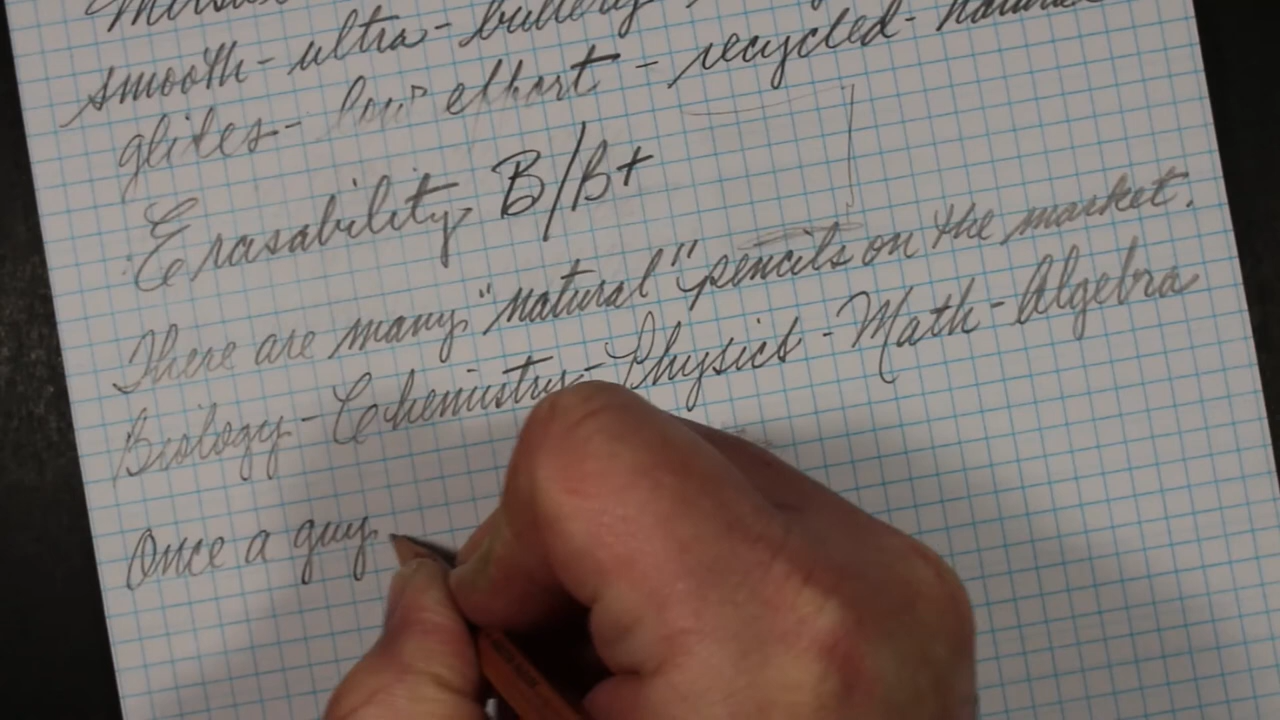 smooth - ultra - buttery
glides - low effort - recycled - natural
Erasability B/B+
There are many "natural" pencils on the market.
Biology - Chemistry - Physics - Math - Algebra
Once a guy